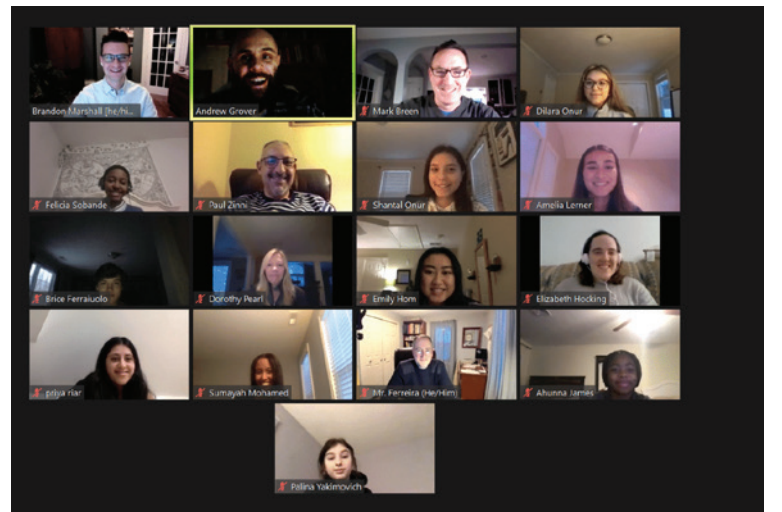 Brandon Marshall [he/hi...
Andrew Grover
Mark Breen
Dilara Onur
Felicia Sobande
Paul Zinni
Shantal Onur
Amelia Lerner
Brice Ferraiuolo
Dorothy Pearl
Emily Hom
Elizabeth Hocking
priya riar
Sumayah Mohamed
Mr. Ferreira (He/Him)
Ahunna James
Palina Yakimovich